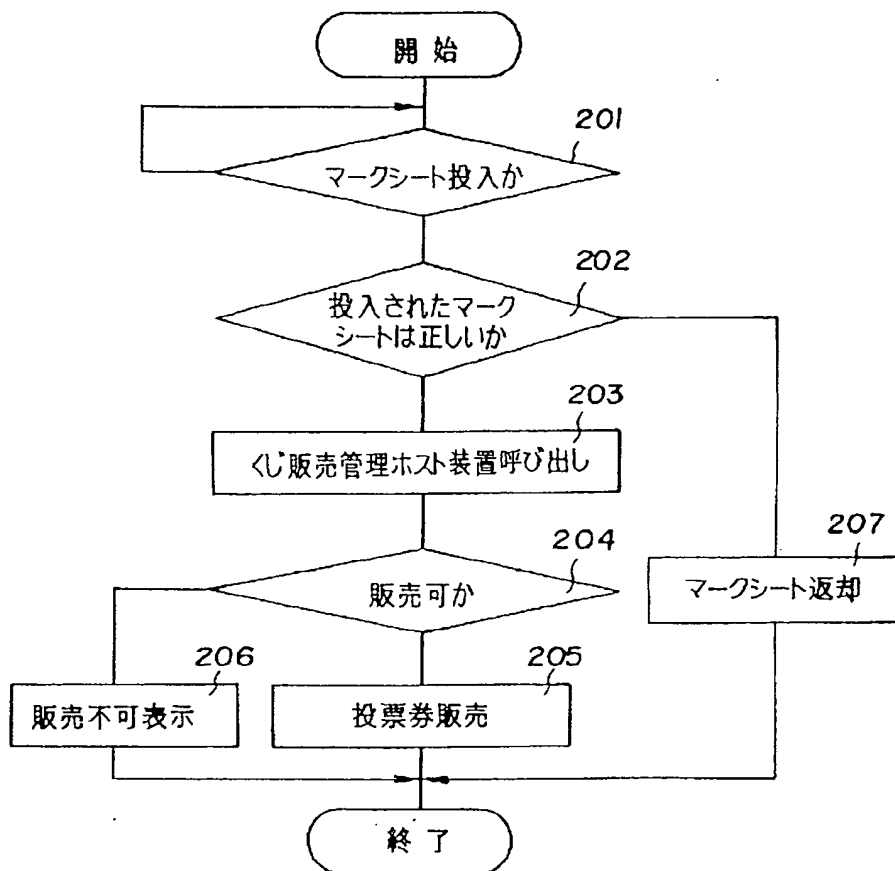 開始
201
マークシート投入か
202
投入されたマーク
シートは正しいか
203
くじ販売管理ホスト装置呼び出し
204
販売可か
207
マークシート返却
206
販売不可表示
205
投票券販売
終了